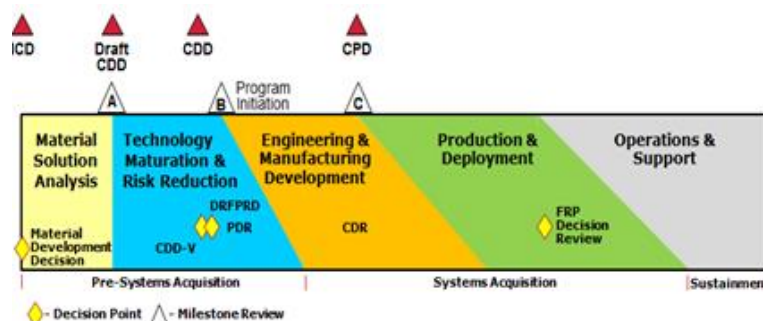 ICD Draft CDD CPD
CDD
A B Program C
Initiation
Material Technology Engineering & Production & Operations &
Solution Maturation & Manufacturing Deployment Support
Analysis Risk Reduction Development
DRFPRD FRP
Material PDR CDR Decision
Development CDD-V Review
Decision
Pre-Systems Acquisition Systems Acquisition Sustainmen
- Decision Point - Milestone Review